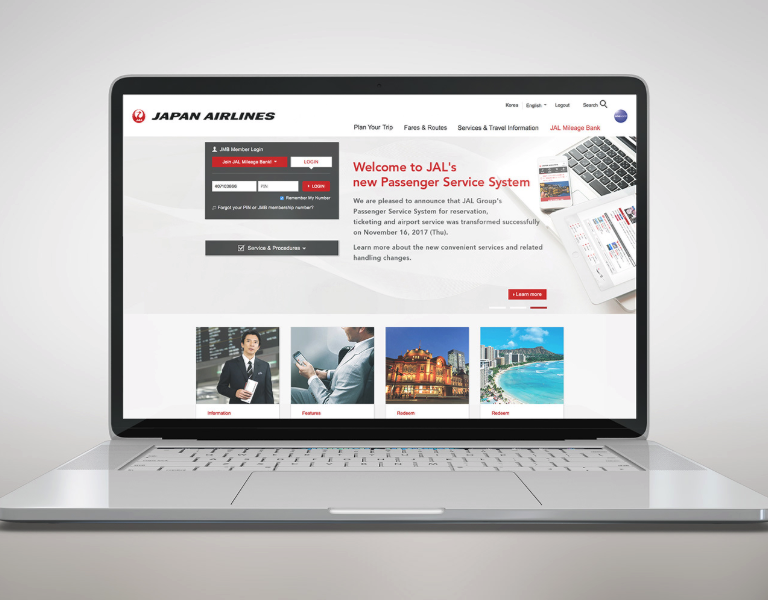 Korea English Logout Search
JAPAN AIRLINES
Plan Your Trip Fares & Routes Services & Travel Information JAL Mileage Bank
JMB Member Login
Join JAL Mileage Bank! LOGIN
PIN LOGIN
Remember My Number
Forgot your PIN or JMB membership number?
Service & Procedures
Welcome to JAL's
new Passenger Service System
We are pleased to announce that JAL Group's
Passenger Service System for reservation,
ticketing and airport service was transformed successfully
on November 16, 2017 (Thu).
Learn more about the new convenient services and related
handling changes.
Learn more
Information Features Redeem Redeem